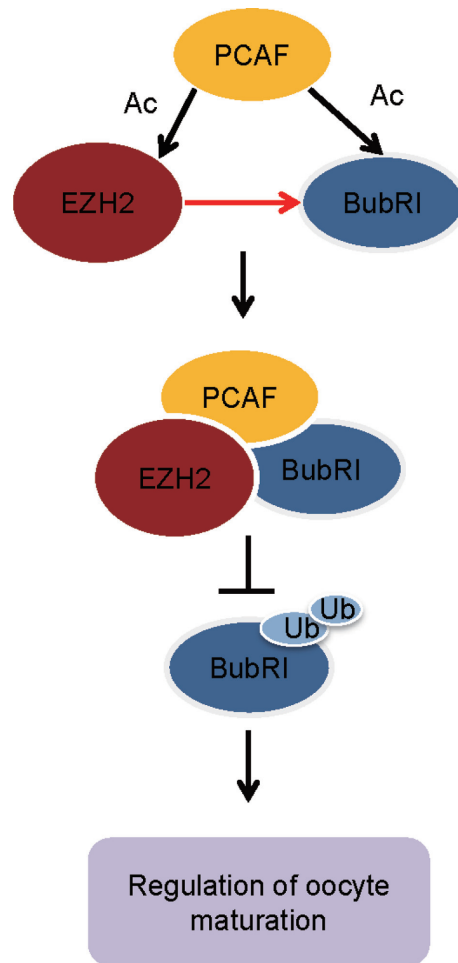 PCAF
Ac
Ac
EZH2
BubRI
PCAF
EZH2
BubRI
Ub
Ub
BubRI
Regulation of oocyte
maturation